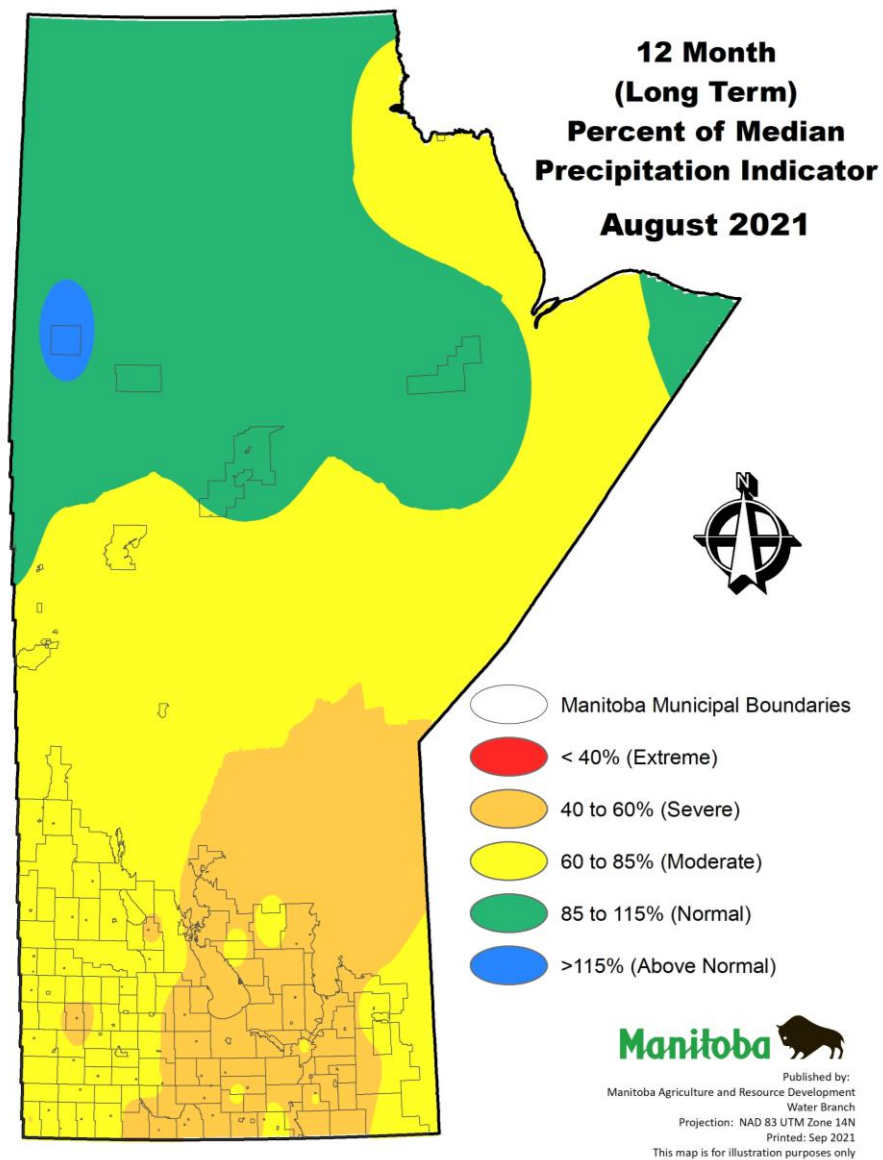 12 Month
(Long Term)
Percent of Median
Precipitation Indicator
August 2021
N
Manitoba Municipal Boundaries
< 40% (Extreme)
40 to 60% (Severe)
60 to 85% (Moderate)
85 to 115% (Normal)
>115% (Above Normal)
Manitoba
Published by:
Manitoba Agriculture and Resource Development
Water Branch
Projection: NAD 83 UTM Zone 14N
Printed: Sep 2021
This map is for illustration purposes only